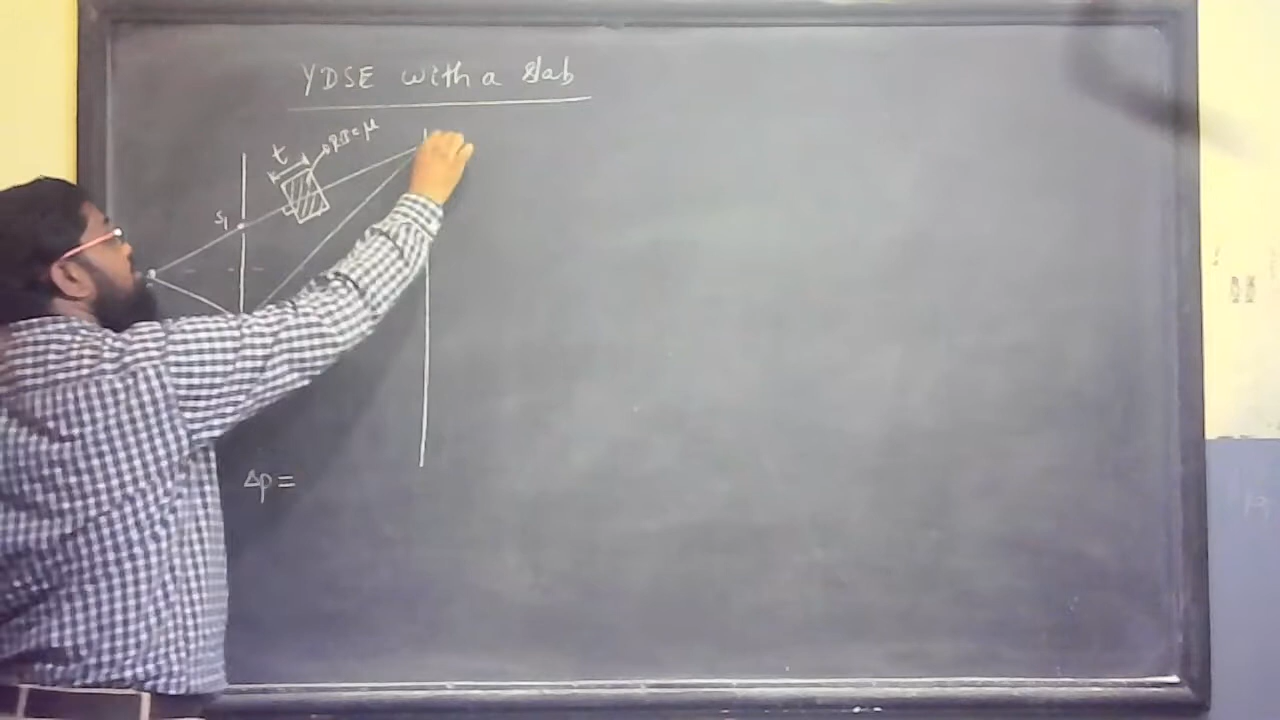 YDSE with a slab
t
R.I = μ
S₁
Δp =